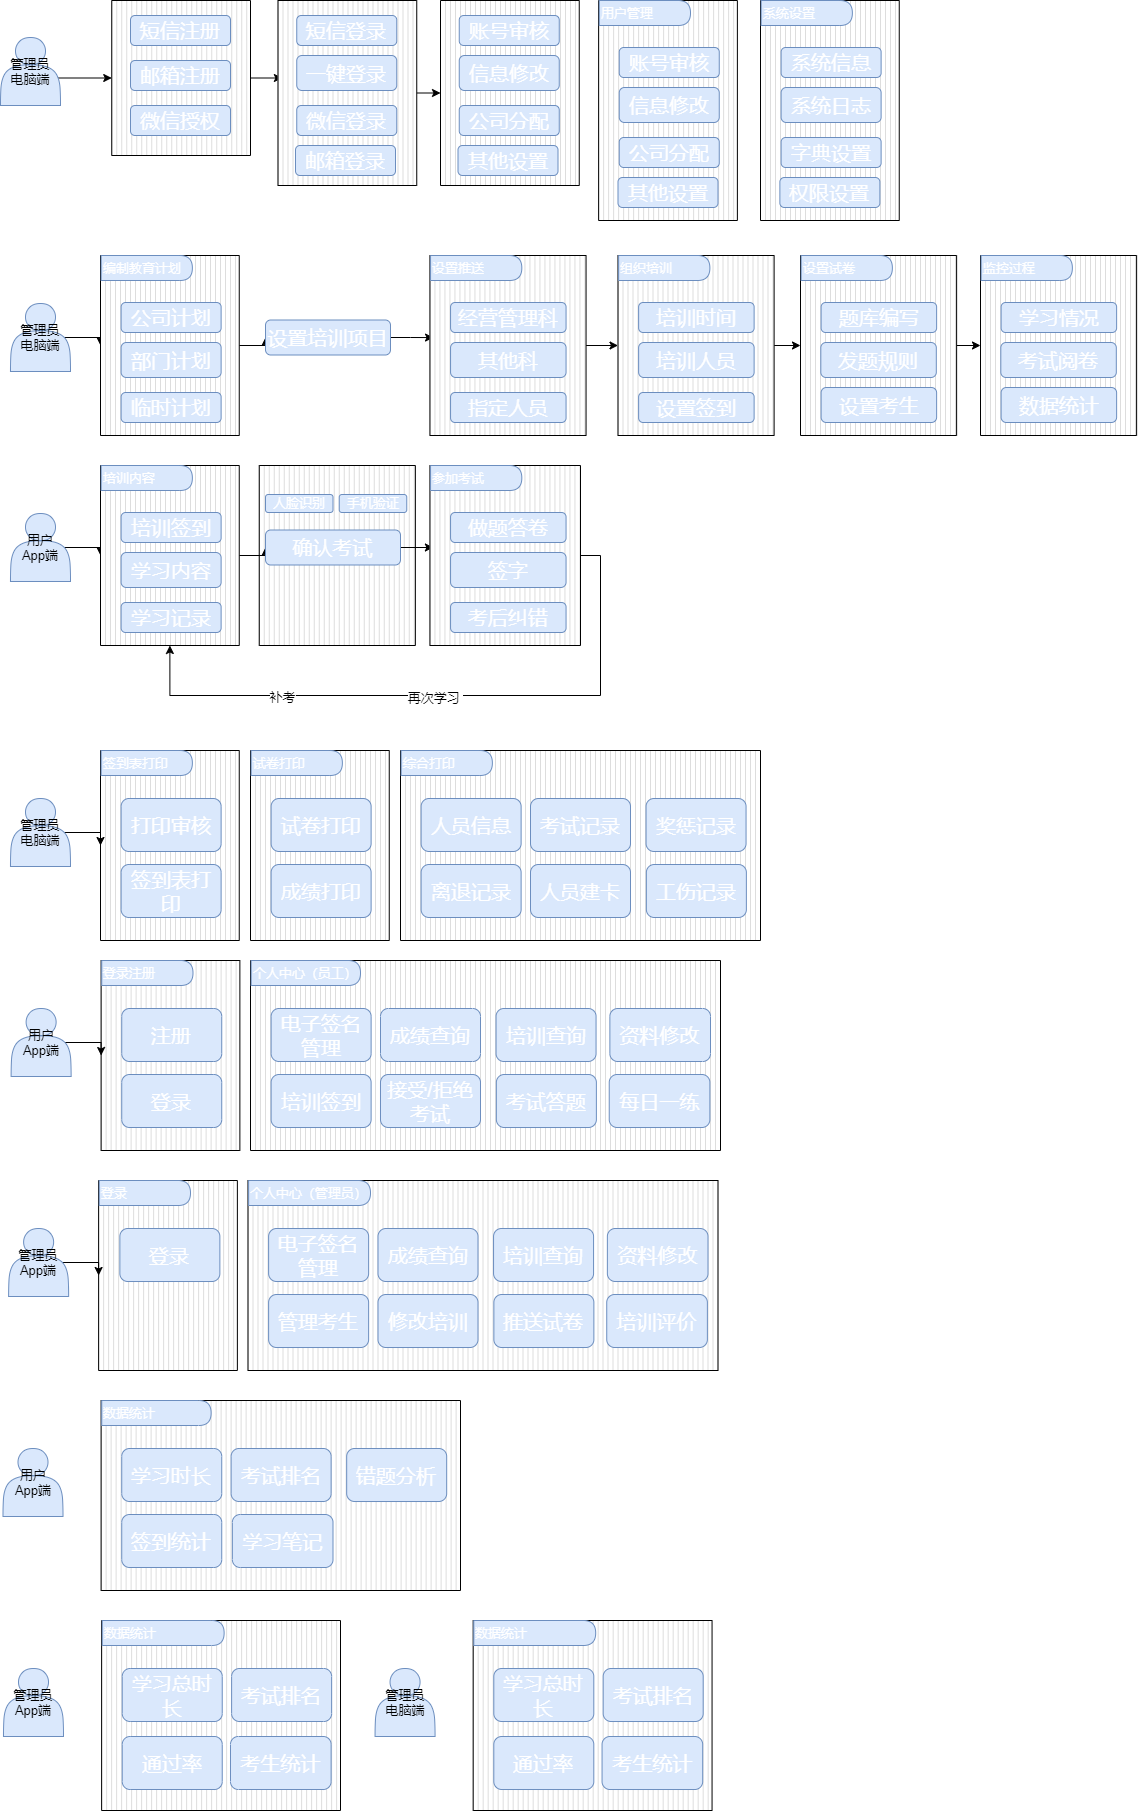 管理员
电脑端
短信注册
邮箱注册
微信授权
短信登录
一键登录
微信登录
邮箱登录
账号审核
信息修改
公司分配
其他设置
用户管理
账号审核
信息修改
公司分配
其他设置
系统设置
系统信息
系统日志
字典设置
权限设置
管理员
电脑端
编制教育计划
公司计划
部门计划
临时计划
设置培训项目
设置推送
经营管理科
其他科
指定人员
组织培训
培训时间
培训人员
设置签到
设置试卷
题库编写
发题规则
设置考生
监控过程
学习情况
考试阅卷
数据统计
用户
App端
培训内容
培训签到
学习内容
学习记录
人脸识别
手机验证
确认考试
参加考试
做题答卷
签字
考后纠错
补考
再次学习
管理员
电脑端
签到表打印
打印审核
签到表打
印
试卷打印
试卷打印
成绩打印
综合打印
人员信息
考试记录
奖惩记录
离退记录
人员建卡
工伤记录
用户
App端
登录注册
注册
登录
个人中心（员工）
电子签名
管理
成绩查询
培训查询
资料修改
培训签到
接受/拒绝
考试
考试答题
每日一练
管理员
App端
登录
登录
个人中心（管理员）
电子签名
管理
成绩查询
培训查询
资料修改
管理考生
修改培训
推送试卷
培训评价
用户
App端
数据统计
学习时长
考试排名
错题分析
签到统计
学习笔记
管理员
App端
数据统计
学习总时
长
考试排名
通过率
考生统计
管理员
电脑端
数据统计
学习总时
长
考试排名
通过率
考生统计